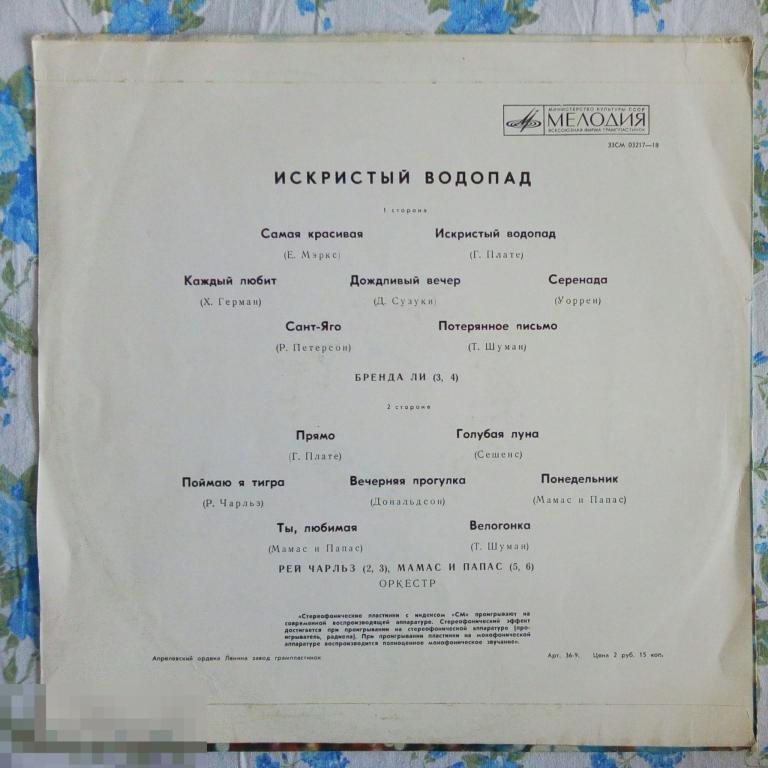 МИНИСТЕРСТВО КУЛЬТУРЫ СССР
МЕЛОДИЯ
ВСЕСОЮЗНАЯ ФИРМА ГРАМПЛАСТИНОК
33СМ 03217—18
ИСКРИСТЫЙ ВОДОПАД
1 сторона
Самая красивая Искристый водопад
(Е. Мэркс) (Г. Плате)
Каждый любит Дождливый вечер Серенада
(Х. Герман) (Д. Сузуки) (Уоррен)
Сант-Яго Потерянное письмо
(Р. Петерсон) (Т. Шуман)
БРЕНДА ЛИ (3, 4)
2 сторона
Прямо Голубая луна
(Г. Плате) (Сешенс)
Поймаю я тигра Вечерняя прогулка Понедельник
(Р. Чарльз) (Дональдсон) (Мамас и Папас)
Ты, любимая Велогонка
(Мамас и Папас) (Т. Шуман)
РЕЙ ЧАРЛЬЗ (2, 3), МАМАС И ПАПАС (5, 6)
ОРКЕСТР
«Стереофонические пластинки с индексом «СМ» проигрывают на
современной воспроизводящей аппаратуре. Стереофонический эффект
достигается при проигрывании на стереофонической аппаратуре (про-
игрыватель, радиола). При проигрывании пластинки на монофонической
аппаратуре воспроизводится полноценное монофоническое звучание».
Апрелевский ордена Ленина завод грампластинок Арт. 36-9. Цена 2 руб. 15 коп.